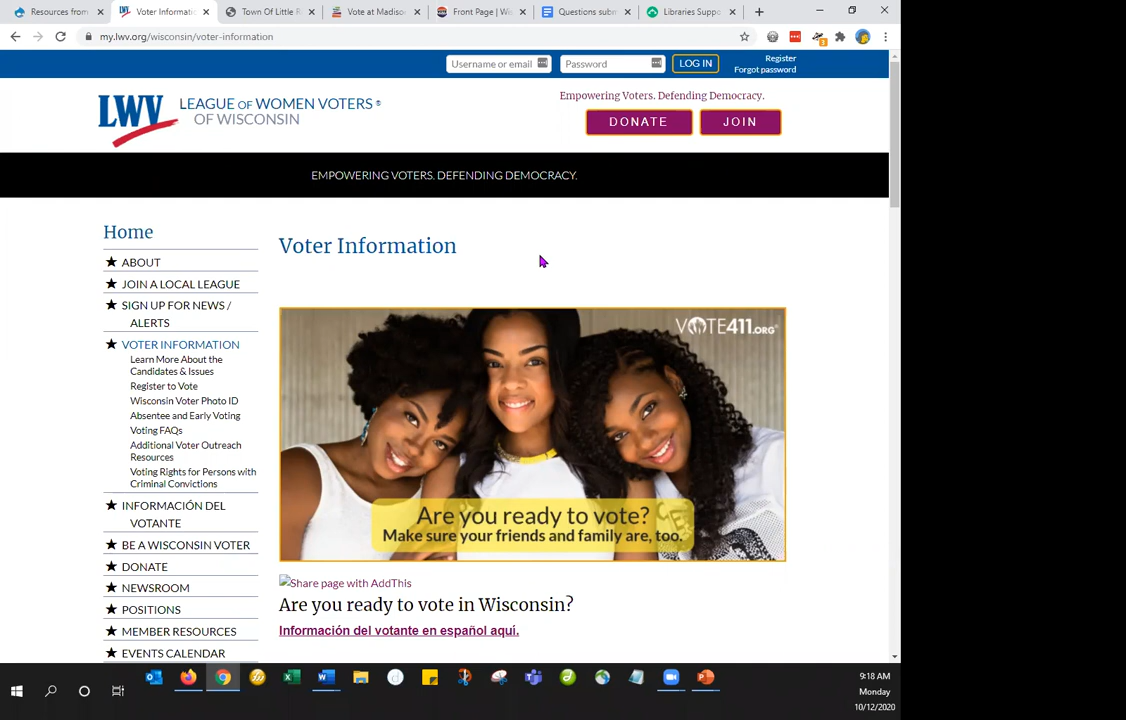 Resources from
Voter Informati
Town Of Little R
Vote at Madiso
Front Page | Wi
Questions subm
Libraries Suppo
my.lwv.org/wisconsin/voter-information
Username or email
Password
LOG IN
Register
Forgot password
LWV LEAGUE OF WOMEN VOTERS ®
OF WISCONSIN
Empowering Voters. Defending Democracy.
DONATE
JOIN
EMPOWERING VOTERS. DEFENDING DEMOCRACY.
Home
★ ABOUT
★ JOIN A LOCAL LEAGUE
★ SIGN UP FOR NEWS /
ALERTS
★ VOTER INFORMATION
Learn More About the
Candidates & Issues
Register to Vote
Wisconsin Voter Photo ID
Absentee and Early Voting
Voting FAQs
Additional Voter Outreach
Resources
Voting Rights for Persons with
Criminal Convictions
★ INFORMACIÓN DEL
VOTANTE
★ BE A WISCONSIN VOTER
★ DONATE
★ NEWSROOM
★ POSITIONS
★ MEMBER RESOURCES
★ EVENTS CALENDAR
Voter Information
VOTE411.ORG®
Are you ready to vote?
Make sure your friends and family are, too.
Share page with AddThis
Are you ready to vote in Wisconsin?
Información del votante en español aquí.
9:18 AM
Monday
10/12/2020